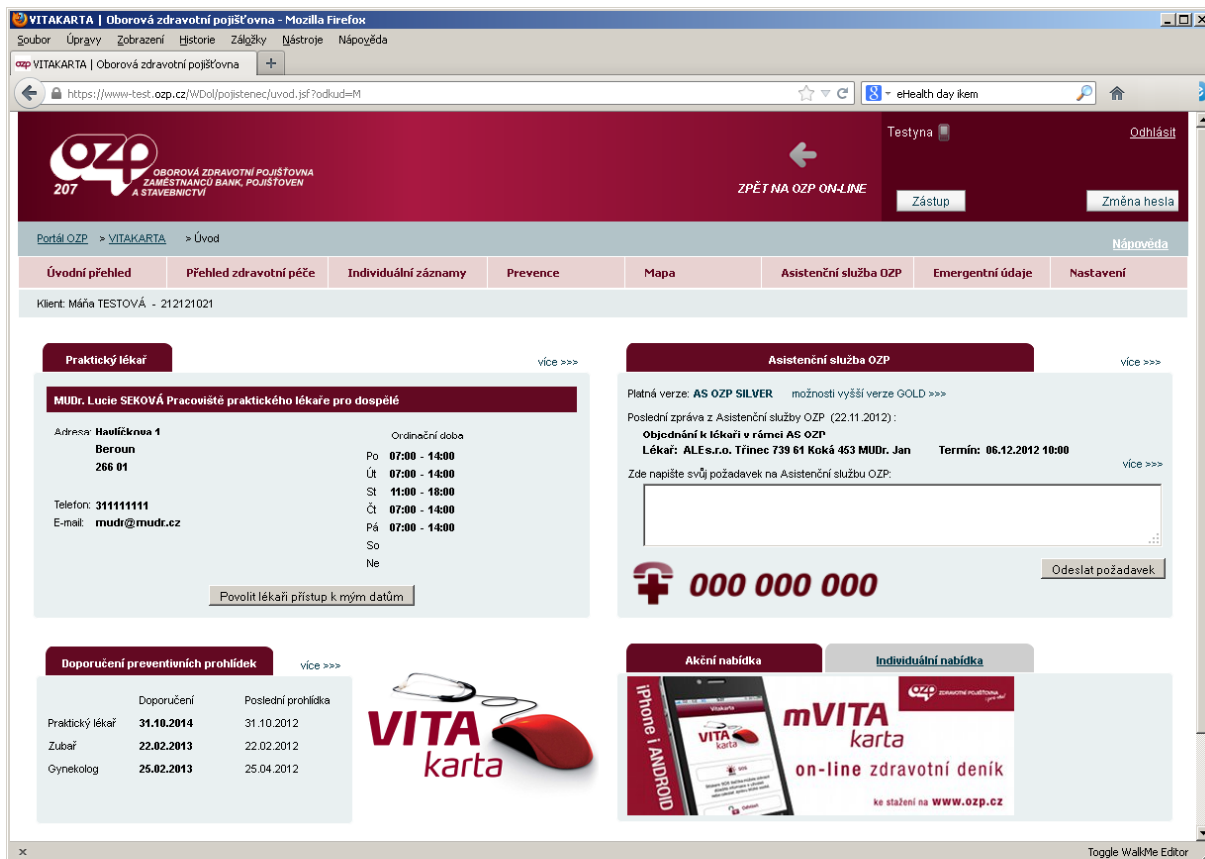 VITAKARTA | Oborová zdravotní pojišťovna - Mozilla Firefox
Soubor Úpravy Zobrazení Historie Záložky Nástroje Nápověda
ozp VITAKARTA | Oborová zdravotní pojišťovna +
https://www-test.ozp.cz/WDol/pojistenec/uvod.jsf?odkud=M
8 eHealth day ikem
OZP
207
OBOROVÁ ZDRAVOTNÍ POJIŠŤOVNA
ZAMĚSTNANCŮ BANK, POJIŠŤOVEN
A STAVEBNICTVÍ
ZPĚT NA OZP ON-LINE
Testyna
Odhlásit
Zástup
Změna hesla
Portál OZP > VITAKARTA > Úvod
Nápověda
Úvodní přehled Přehled zdravotní péče Individuální záznamy Prevence Mapa Asistenční služba OZP Emergentní údaje Nastavení
Klient: Máňa TESTOVÁ - 212121021
Praktický lékař
více >>>
MUDr. Lucie SEKOVÁ Pracoviště praktického lékaře pro dospělé
Adresa: Havlíčkova 1
Beroun
266 01
Telefon: 311111111
E-mail: mudr@mudr.cz
Ordinační doba
Po 07:00 - 14:00
Út 07:00 - 14:00
St 11:00 - 18:00
Čt 07:00 - 14:00
Pá 07:00 - 14:00
So
Ne
Povolit lékaři přístup k mým datům
Asistenční služba OZP
více >>>
Platná verze: AS OZP SILVER možnosti vyšší verze GOLD >>>
Poslední zpráva z Asistenční služby OZP (22.11.2012) :
Objednání k lékaři v rámci AS OZP
Lékař: ALE s.r.o. Třinec 739 61 Koká 453 MUDr. Jan Termín: 06.12.2012 10:00
více >>>
Zde napište svůj požadavek na Asistenční službu OZP:
Odeslat požadavek
000 000 000
Doporučení preventivních prohlídek
více >>>
Doporučení Poslední prohlídka
Praktický lékař 31.10.2014 31.10.2012
Zubař 22.02.2013 22.02.2012
Gynekolog 25.02.2013 25.04.2012
VITA
karta
Akční nabídka
Individuální nabídka
iPhone i ANDROID
Vitakarta
VITA
karta
SOS
OZP
ZDRAVOTNÍ POJIŠŤOVNA
mVITA
karta
on-line zdravotní deník
ke stažení na www.ozp.cz
x
Toggle WalkMe Editor